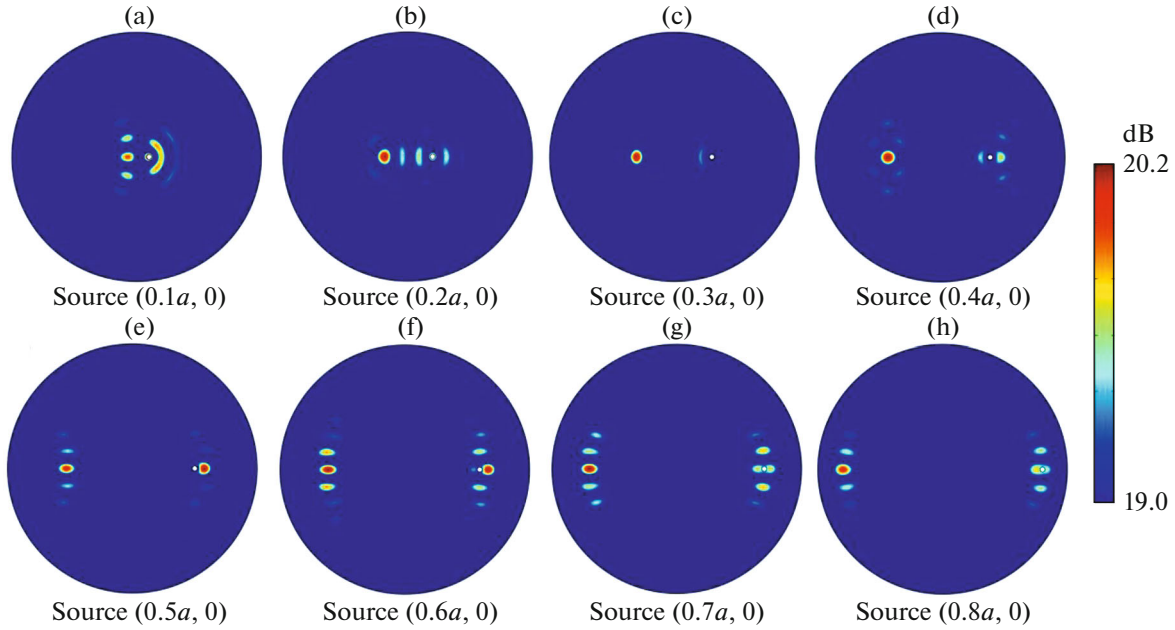 (a) (b) (c) (d)
dB
20.2
Source (0.1a, 0) Source (0.2a, 0) Source (0.3a, 0) Source (0.4a, 0)
(e) (f) (g) (h)
19.0
Source (0.5a, 0) Source (0.6a, 0) Source (0.7a, 0) Source (0.8a, 0)